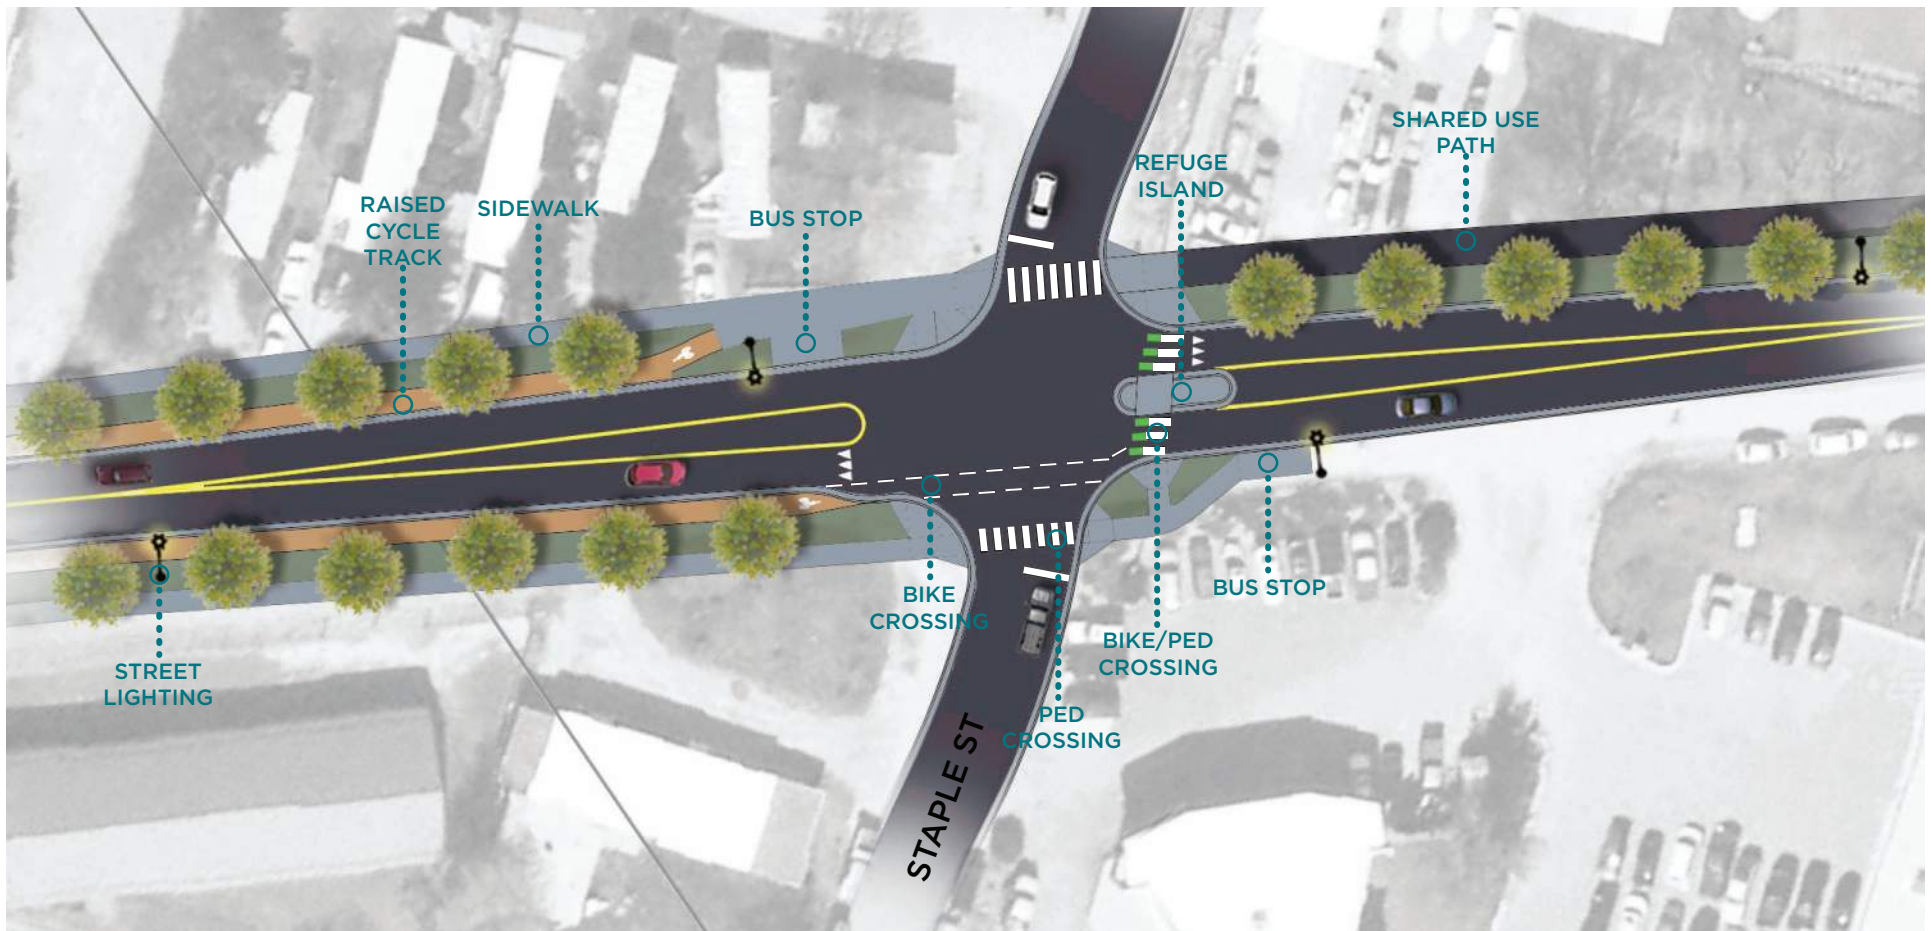 SHARED USE
PATH
REFUGE
ISLAND
RAISED
CYCLE
TRACK
SIDEWALK
BUS STOP
BIKE
CROSSING
BUS STOP
BIKE/PED
CROSSING
STREET
LIGHTING
PED
CROSSING
STAPLE ST